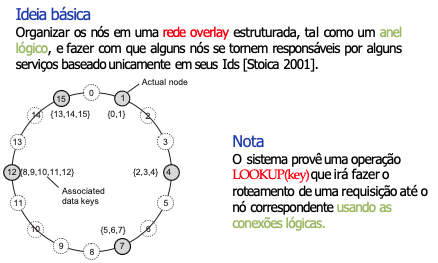 Ideia básica
Organizar os nós em uma rede overlay estruturada, tal como um anel
lógico, e fazer com que alguns nós se tornem responsáveis por alguns
serviços baseado unicamente em seus Ids [Stoica 2001].
Actual node
15
0
1
14
{13,14,15}
{0,1}
2
13
3
12
{8,9,10,11,12}
{2,3,4}
4
Associated
data keys
11
5
10
{5,6,7}
6
9
8
7
Nota
O sistema provê uma operação
LOOKUP(key) que irá fazer o
roteamento de uma requisição até o
nó correspondente usando as
conexões lógicas.